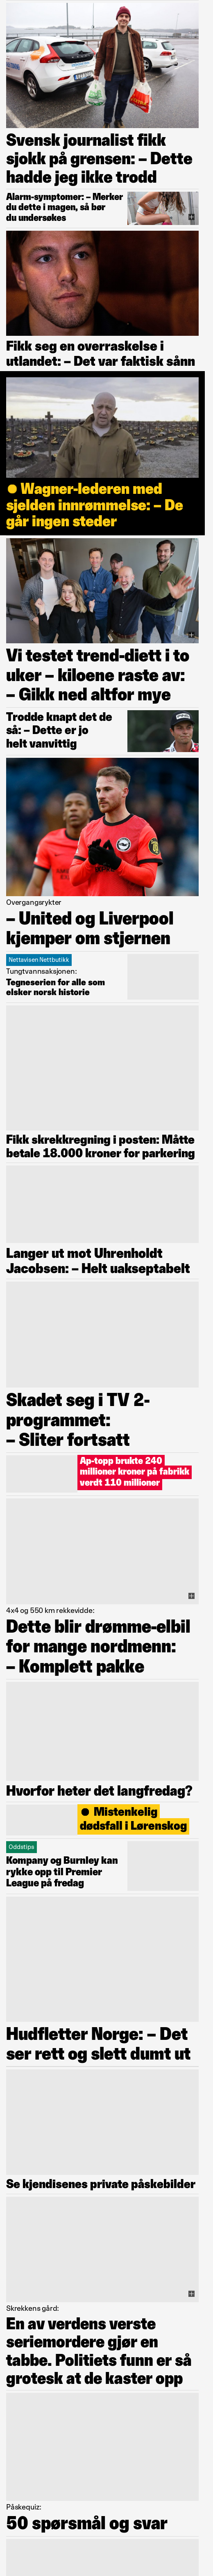 Svensk journalist fikk
sjokk på grensen: – Dette
hadde jeg ikke trodd
Alarm-symptomer: – Merker
du dette i magen, så bør
du undersøkes
Fikk seg en overraskelse i
utlandet: – Det var faktisk sånn
Wagner-lederen med
sjelden innrømmelse: – De
går ingen steder
Vi testet trend-diett i to
uker – kiloene raste av:
– Gikk ned altfor mye
Trodde knapt det de
så: – Dette er jo
helt vanvittig
Overgangsrykter
– United og Liverpool
kjemper om stjernen
Nettavisen Nettbutikk
Tungtvannsaksjonen:
Tegneserien for alle som
elsker norsk historie
Fikk skrekkregning i posten: Måtte
betale 18.000 kroner for parkering
Langer ut mot Uhrenholdt
Jacobsen: – Helt uakseptabelt
Skadet seg i TV 2-
programmet:
– Sliter fortsatt
Ap-topp brukte 240
millioner kroner på fabrikk
verdt 110 millioner
4x4 og 550 km rekkevidde:
Dette blir drømme-elbil
for mange nordmenn:
– Komplett pakke
Hvorfor heter det langfredag?
Mistenkelig
dødsfall i Lørenskog
Oddstips
Kompany og Burnley kan
rykke opp til Premier
League på fredag
Hudfletter Norge: – Det
ser rett og slett dumt ut
Se kjendisenes private påskebilder
Skrekkens gård:
En av verdens verste
seriemordere gjør en
tabbe. Politiets funn er så
grotesk at de kaster opp
Påskequiz:
50 spørsmål og svar